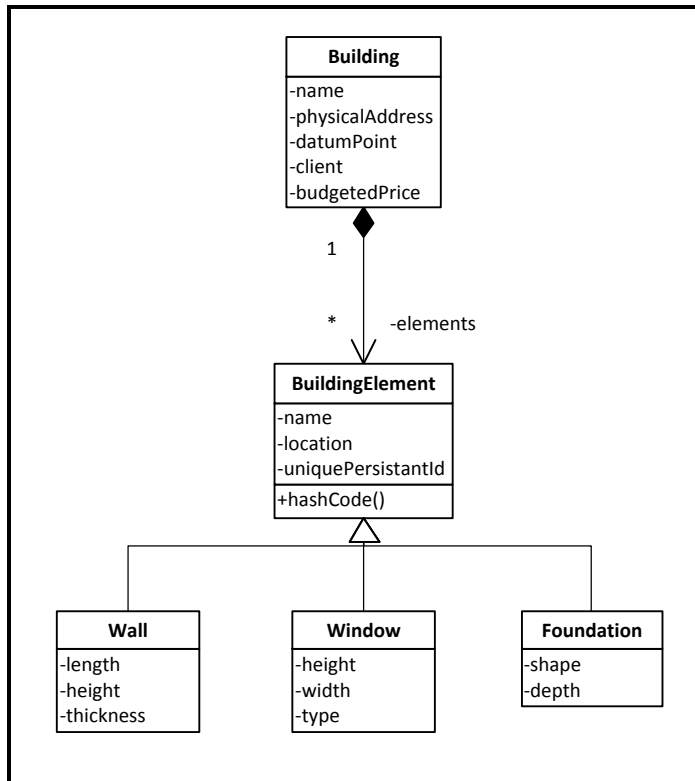 Building
-name
-physicalAddress
-datumPoint
-client
-budgetedPrice
1
* -elements
BuildingElement
-name
-location
-uniquePersistantId
+hashCode()
Wall
-length
-height
-thickness
Window
-height
-width
-type
Foundation
-shape
-depth